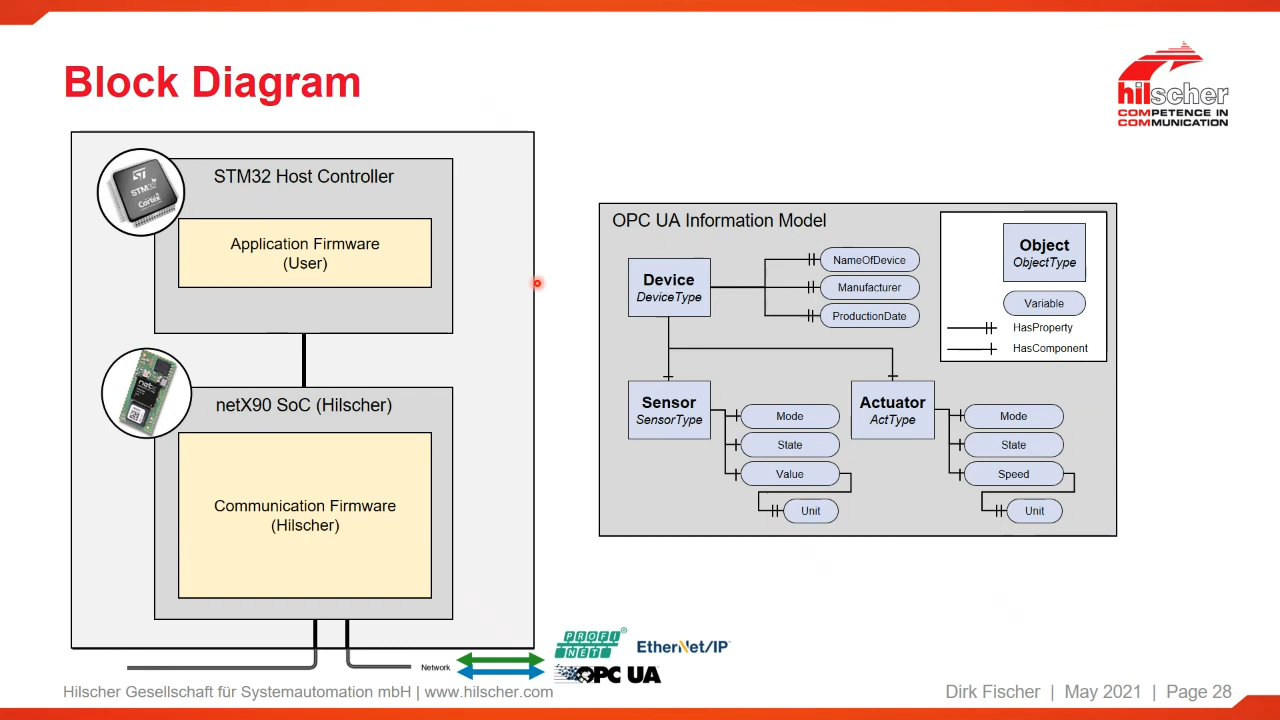 Block Diagram
hilscher
COMPETENCE IN
COMMUNICATION
STM32 Host Controller
STM32
Cortex
Application Firmware
(User)
netX90 SoC (Hilscher)
net
Communication Firmware
(Hilscher)
Network
PROFI
NET
®
EtherNet/IP
OPC UA
OPC UA Information Model
Device
DeviceType
NameOfDevice
Manufacturer
ProductionDate
Object
ObjectType
Variable
HasProperty
HasComponent
Sensor
SensorType
Mode
State
Value
Unit
Actuator
ActType
Mode
State
Speed
Unit
Hilscher Gesellschaft für Systemautomation mbH | www.hilscher.com
Dirk Fischer | May 2021 | Page 28